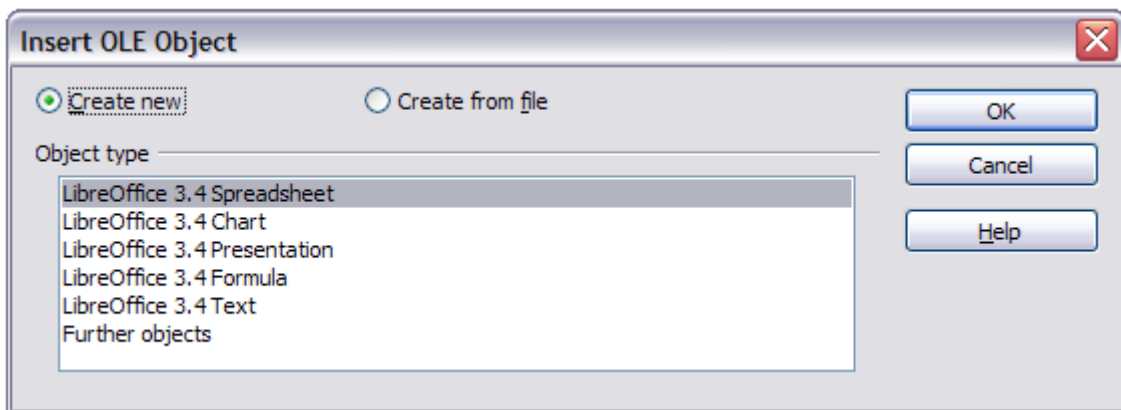 Insert OLE Object
Create new
Create from file
OK
Object type
Cancel
LibreOffice 3.4 Spreadsheet
LibreOffice 3.4 Chart
Help
LibreOffice 3.4 Presentation
LibreOffice 3.4 Formula
LibreOffice 3.4 Text
Further objects